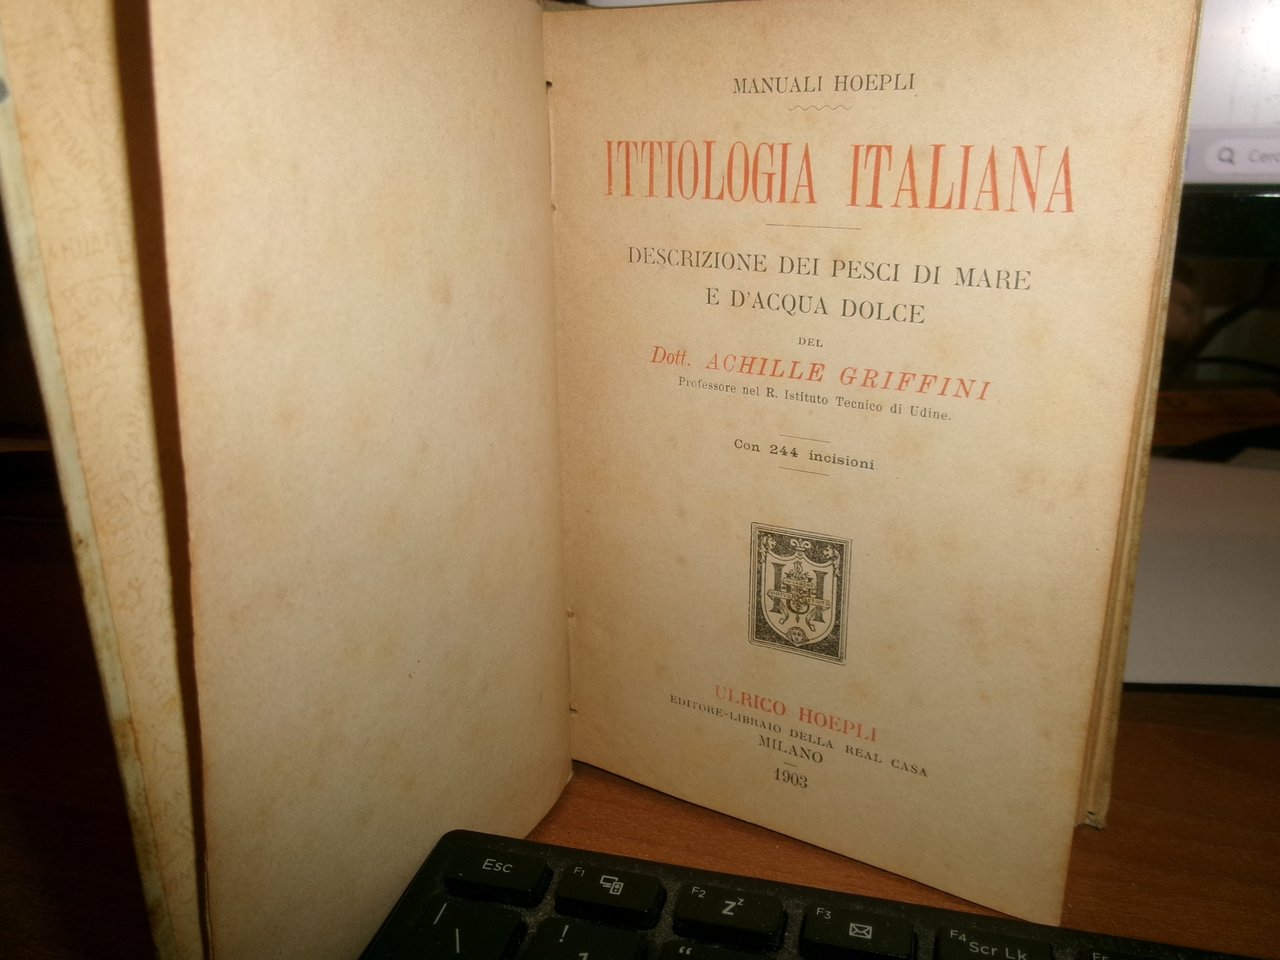 MANUALI HOEPLI
ITTIOLOGIA ITALIANA
DESCRIZIONE DEI PESCI DI MARE
E D'ACQUA DOLCE
DEL
Dott. ACHILLE GRIFFINI
Professore nel R. Istituto Tecnico di Udine.
Con 244 incisioni
ULRICO HOEPLI
EDITORE-LIBRAIO DELLA REAL CASA
MILANO
1903
Esc
F1
F2
Zz
F3
F4
Scr Lk
| \
!
"